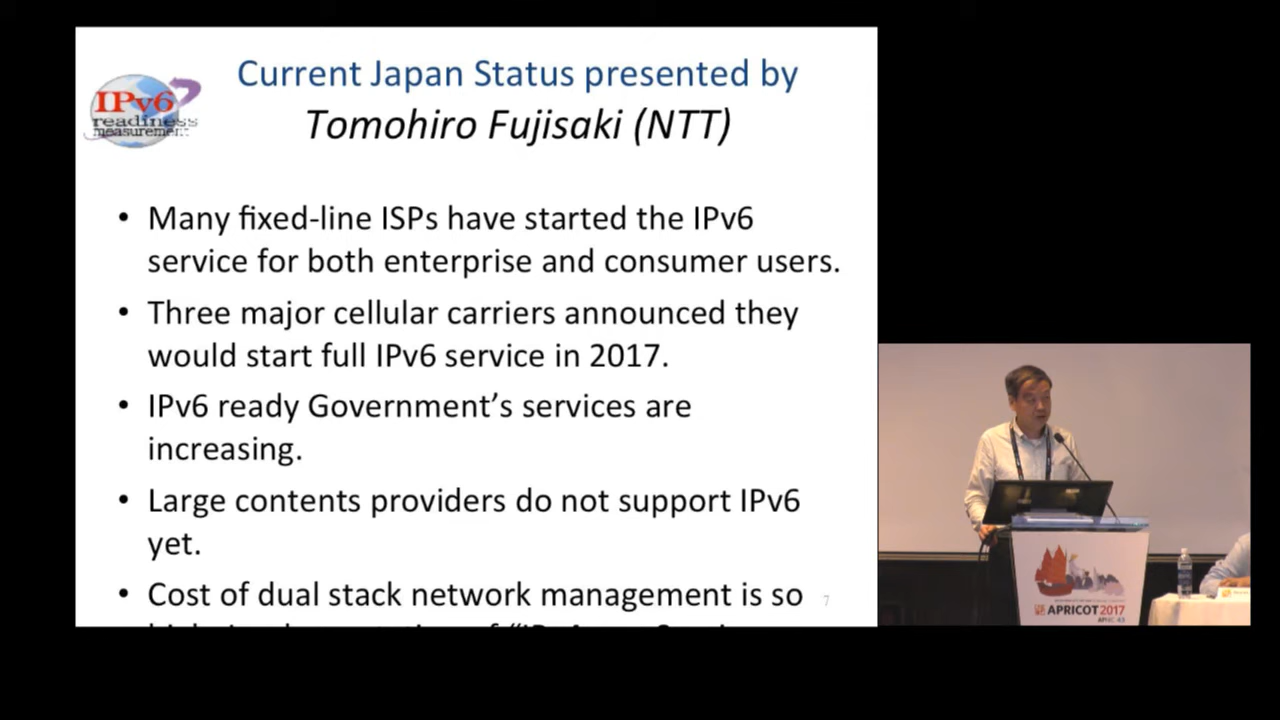 Current Japan Status presented by
Tomohiro Fujisaki (NTT)
IPv6
readiness
measurement
• Many fixed-line ISPs have started the IPv6
service for both enterprise and consumer users.
• Three major cellular carriers announced they
would start full IPv6 service in 2017.
• IPv6 ready Government's services are
increasing.
• Large contents providers do not support IPv6
yet.
• Cost of dual stack network management is so
7
APRICOT 2017